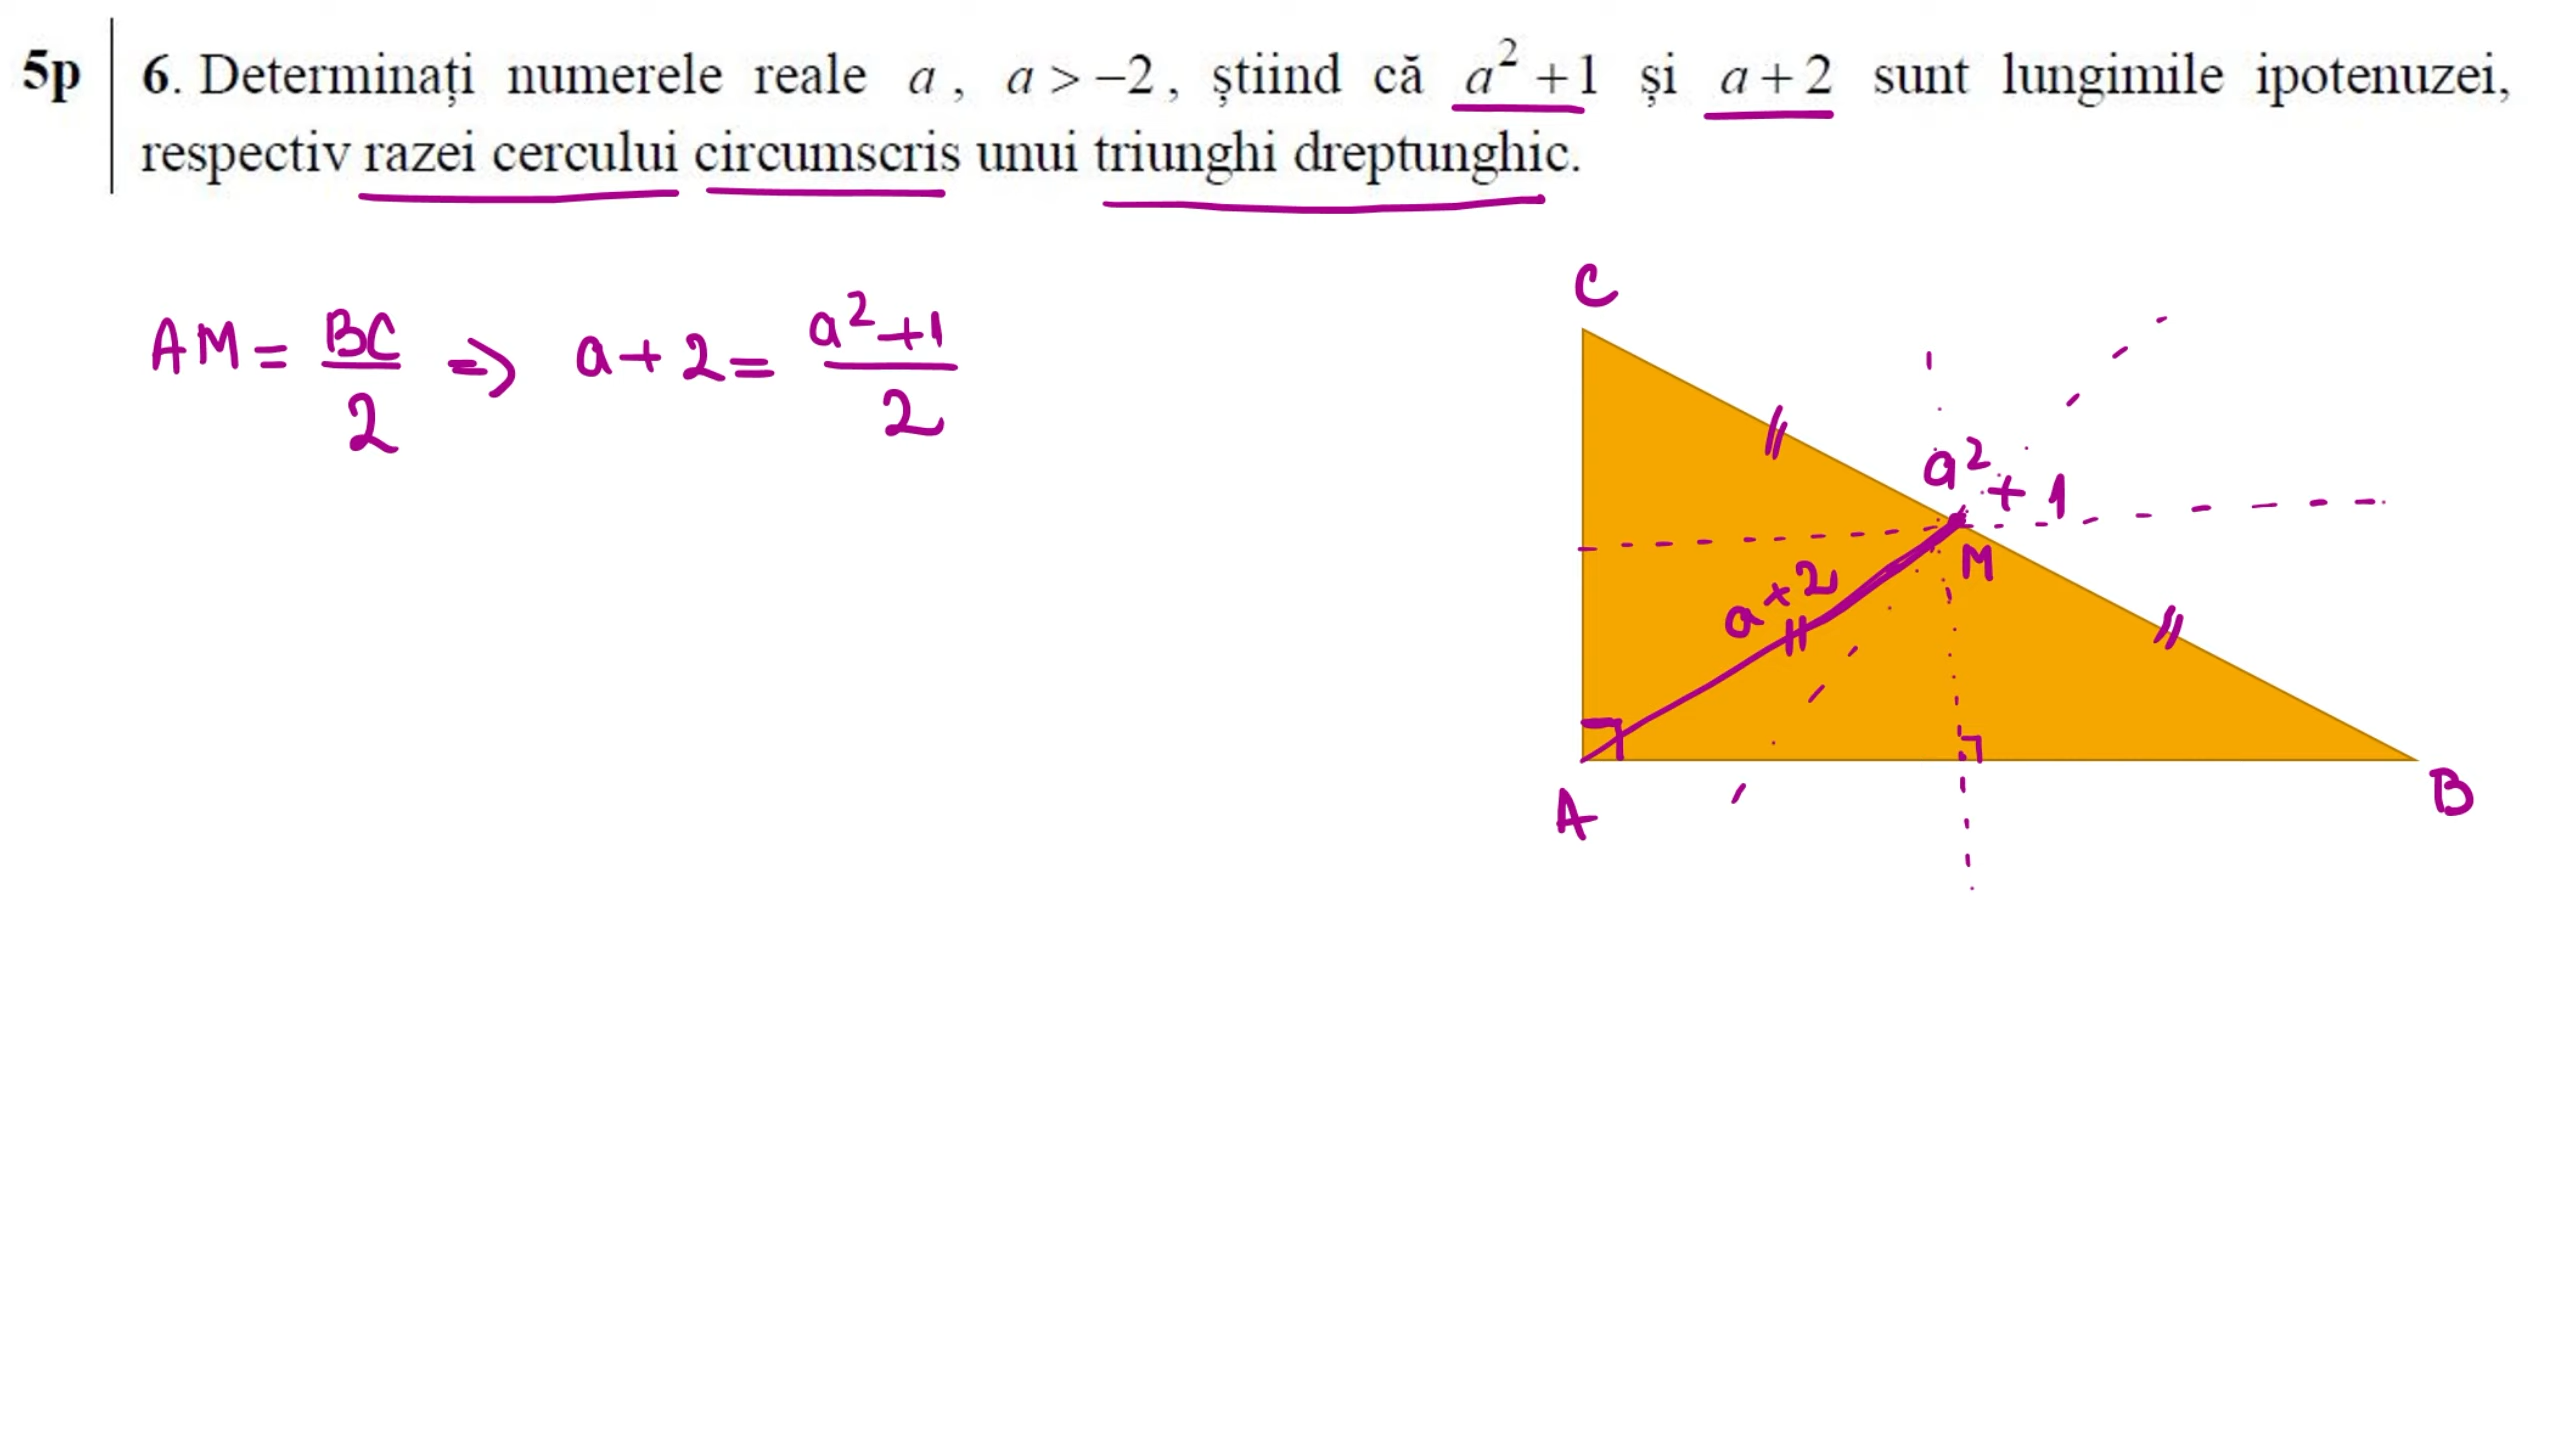 5p 6. Determinați numerele reale a, a > −2, știind că a² + 1 și a + 2 sunt lungimile ipotenuzei,
respectiv razei cercului circumscris unui triunghi dreptunghic.
AM = BC/2 ⇒ a + 2 = (a² + 1)/2
C
a² + 1
M
a + 2
A
B